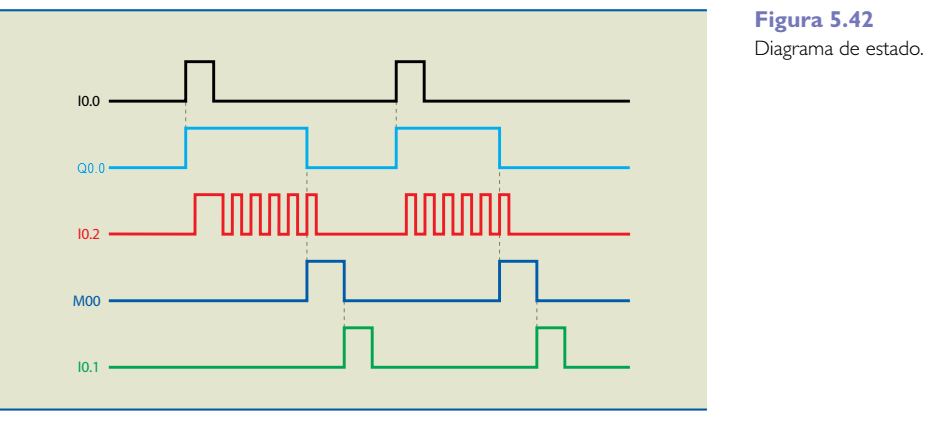 Figura 5.42
Diagrama de estado.
I0.0
Q0.0
I0.2
M00
I0.1